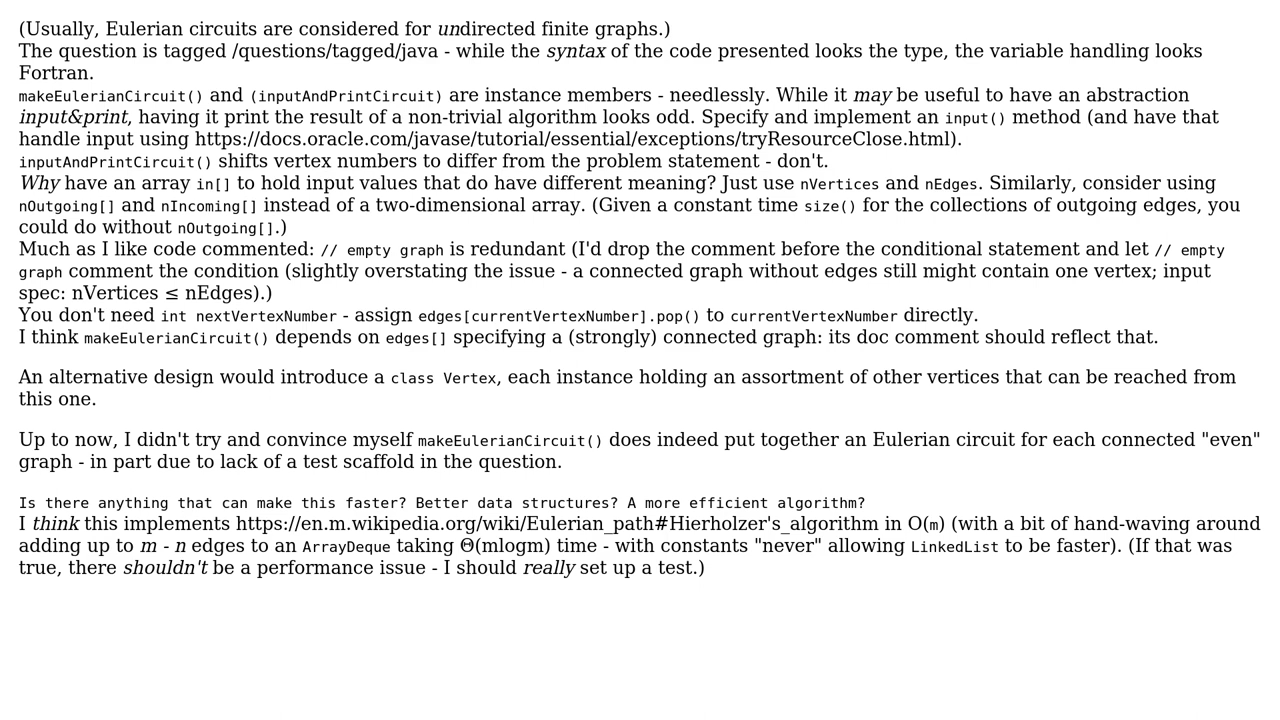 (Usually, Eulerian circuits are considered for undirected finite graphs.)
The question is tagged /questions/tagged/java - while the syntax of the code presented looks the type, the variable handling looks
Fortran.
makeEulerianCircuit() and (inputAndPrintCircuit) are instance members - needlessly. While it may be useful to have an abstraction
input&print, having it print the result of a non-trivial algorithm looks odd. Specify and implement an input() method (and have that
handle input using https://docs.oracle.com/javase/tutorial/essential/exceptions/tryResourceClose.html).
inputAndPrintCircuit() shifts vertex numbers to differ from the problem statement - don't.
Why have an array in[] to hold input values that do have different meaning? Just use nVertices and nEdges. Similarly, consider using
nOutgoing[] and nIncoming[] instead of a two-dimensional array. (Given a constant time size() for the collections of outgoing edges, you
could do without nOutgoing[].)
Much as I like code commented: // empty graph is redundant (I'd drop the comment before the conditional statement and let // empty
graph comment the condition (slightly overstating the issue - a connected graph without edges still might contain one vertex; input
spec: nVertices ≤ nEdges).)
You don't need int nextVertexNumber - assign edges[currentVertexNumber].pop() to currentVertexNumber directly.
I think makeEulerianCircuit() depends on edges[] specifying a (strongly) connected graph: its doc comment should reflect that.
An alternative design would introduce a class Vertex, each instance holding an assortment of other vertices that can be reached from
this one.
Up to now, I didn't try and convince myself makeEulerianCircuit() does indeed put together an Eulerian circuit for each connected "even"
graph - in part due to lack of a test scaffold in the question.
Is there anything that can make this faster? Better data structures? A more efficient algorithm?
I think this implements https://en.m.wikipedia.org/wiki/Eulerian_path#Hierholzer's_algorithm in O(m) (with a bit of hand-waving around
adding up to m - n edges to an ArrayDeque taking Θ(mlogm) time - with constants "never" allowing LinkedList to be faster). (If that was
true, there shouldn't be a performance issue - I should really set up a test.)